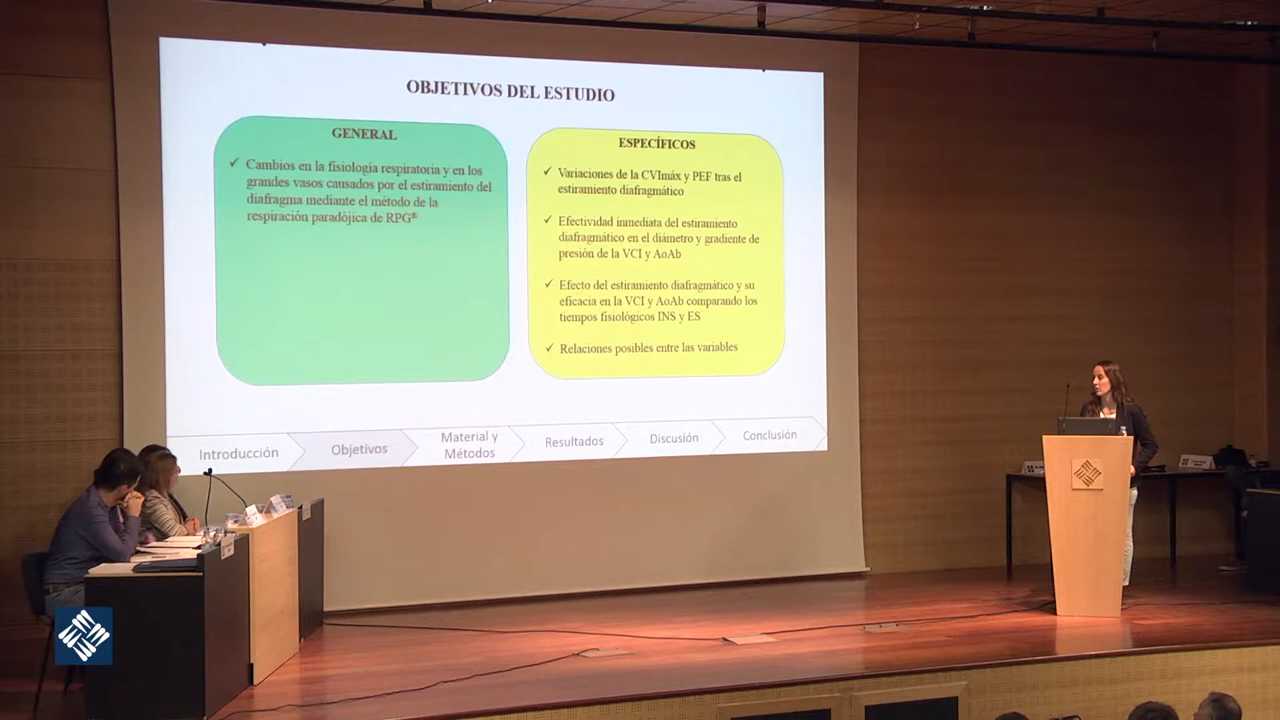 OBJETIVOS DEL ESTUDIO
GENERAL
✓ Cambios en la fisiología respiratoria y en los
grandes vasos causados por el estiramiento del
diafragma mediante el método de la
respiración paradójica de RPG®
ESPECÍFICOS
✓ Variaciones de la CVImáx y PEF tras el
estiramiento diafragmático
✓ Efectividad inmediata del estiramiento
diafragmático en el diámetro y gradiente de
presión de la VCI y AoAb
✓ Efecto del estiramiento diafragmático y su
eficacia en la VCI y AoAb comparando los
tiempos fisiológicos INS y ES
✓ Relaciones posibles entre las variables
Introducción
Objetivos
Material y
Métodos
Resultados
Discusión
Conclusión